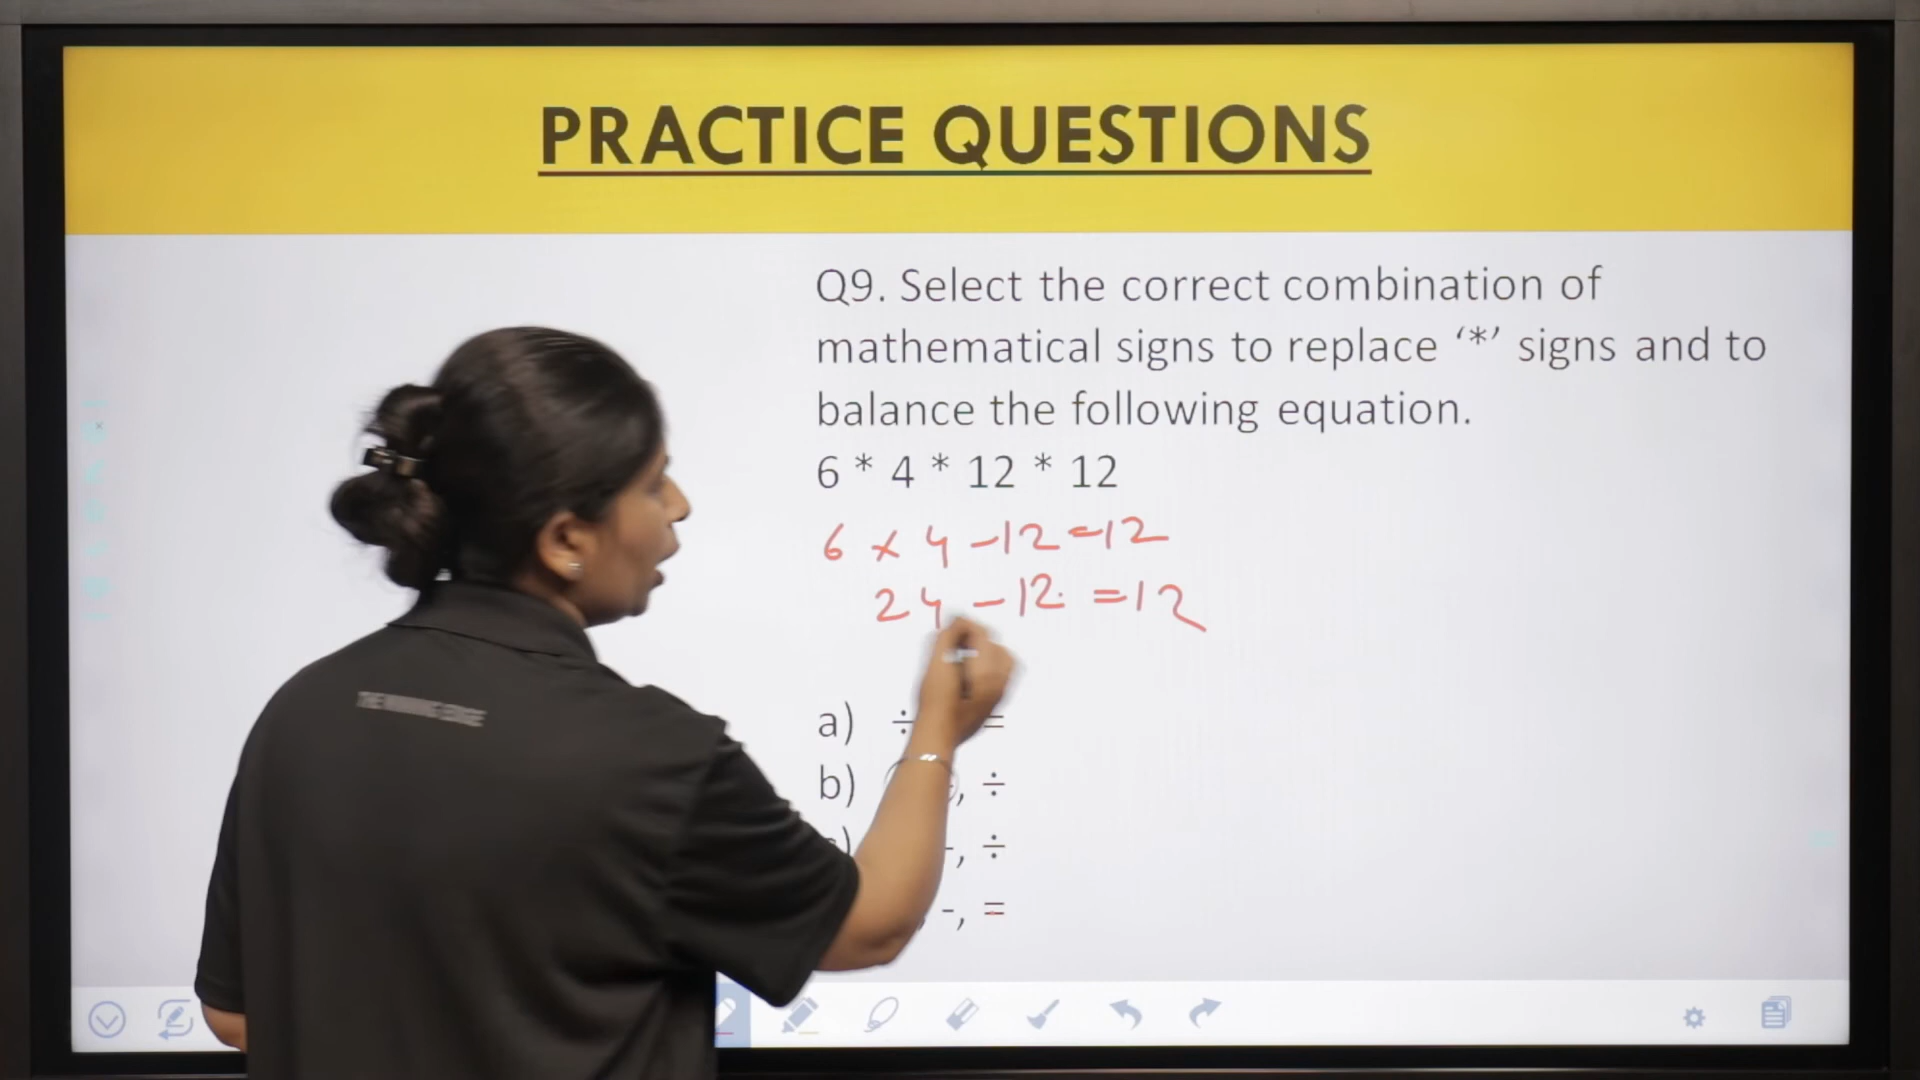 PRACTICE QUESTIONS
Q9. Select the correct combination of
mathematical signs to replace ‘*’ signs and to
balance the following equation.
6 * 4 * 12 * 12
6 × 4 - 12 = 12
24 - 12 = 12
a) ÷ =
b) , ÷
-, ÷
-, =